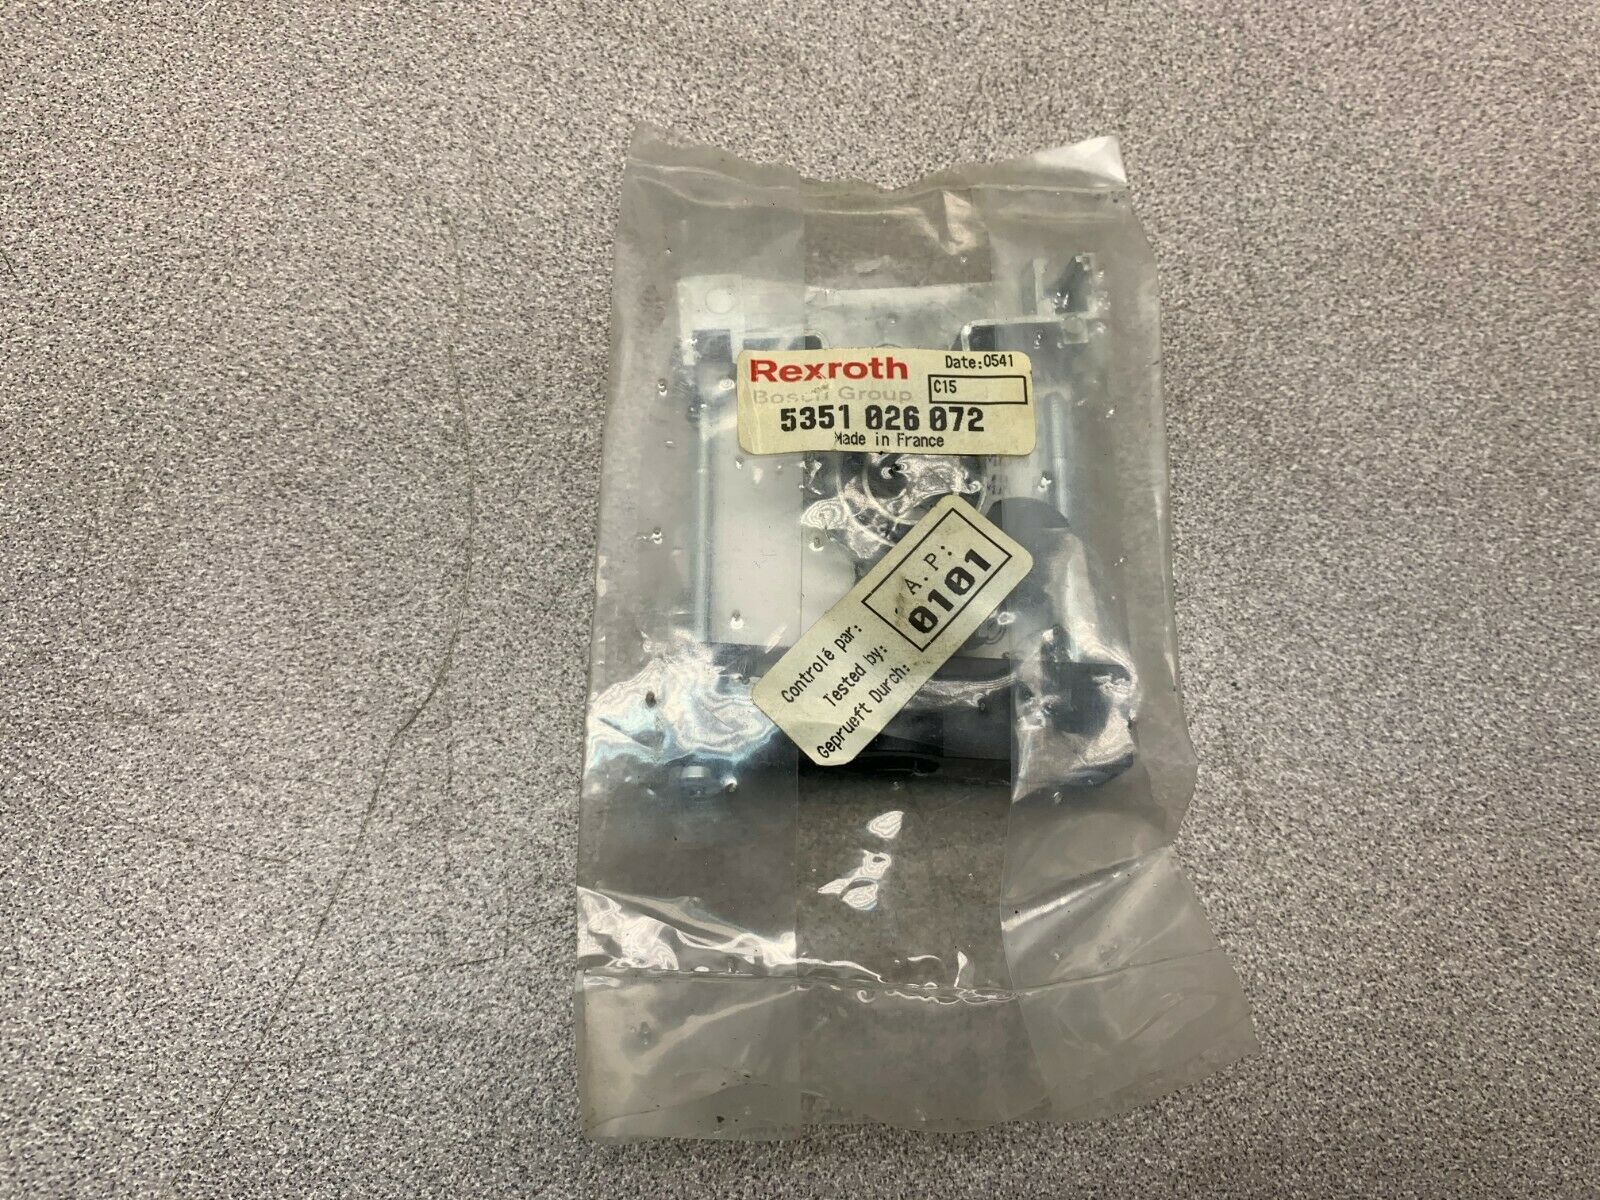 Rexroth
Date:0541
Bosch Group
C15
5351 026 072
Made in France
A.P:
0101
Controlé par:
Tested by:
Geprueft Durch: